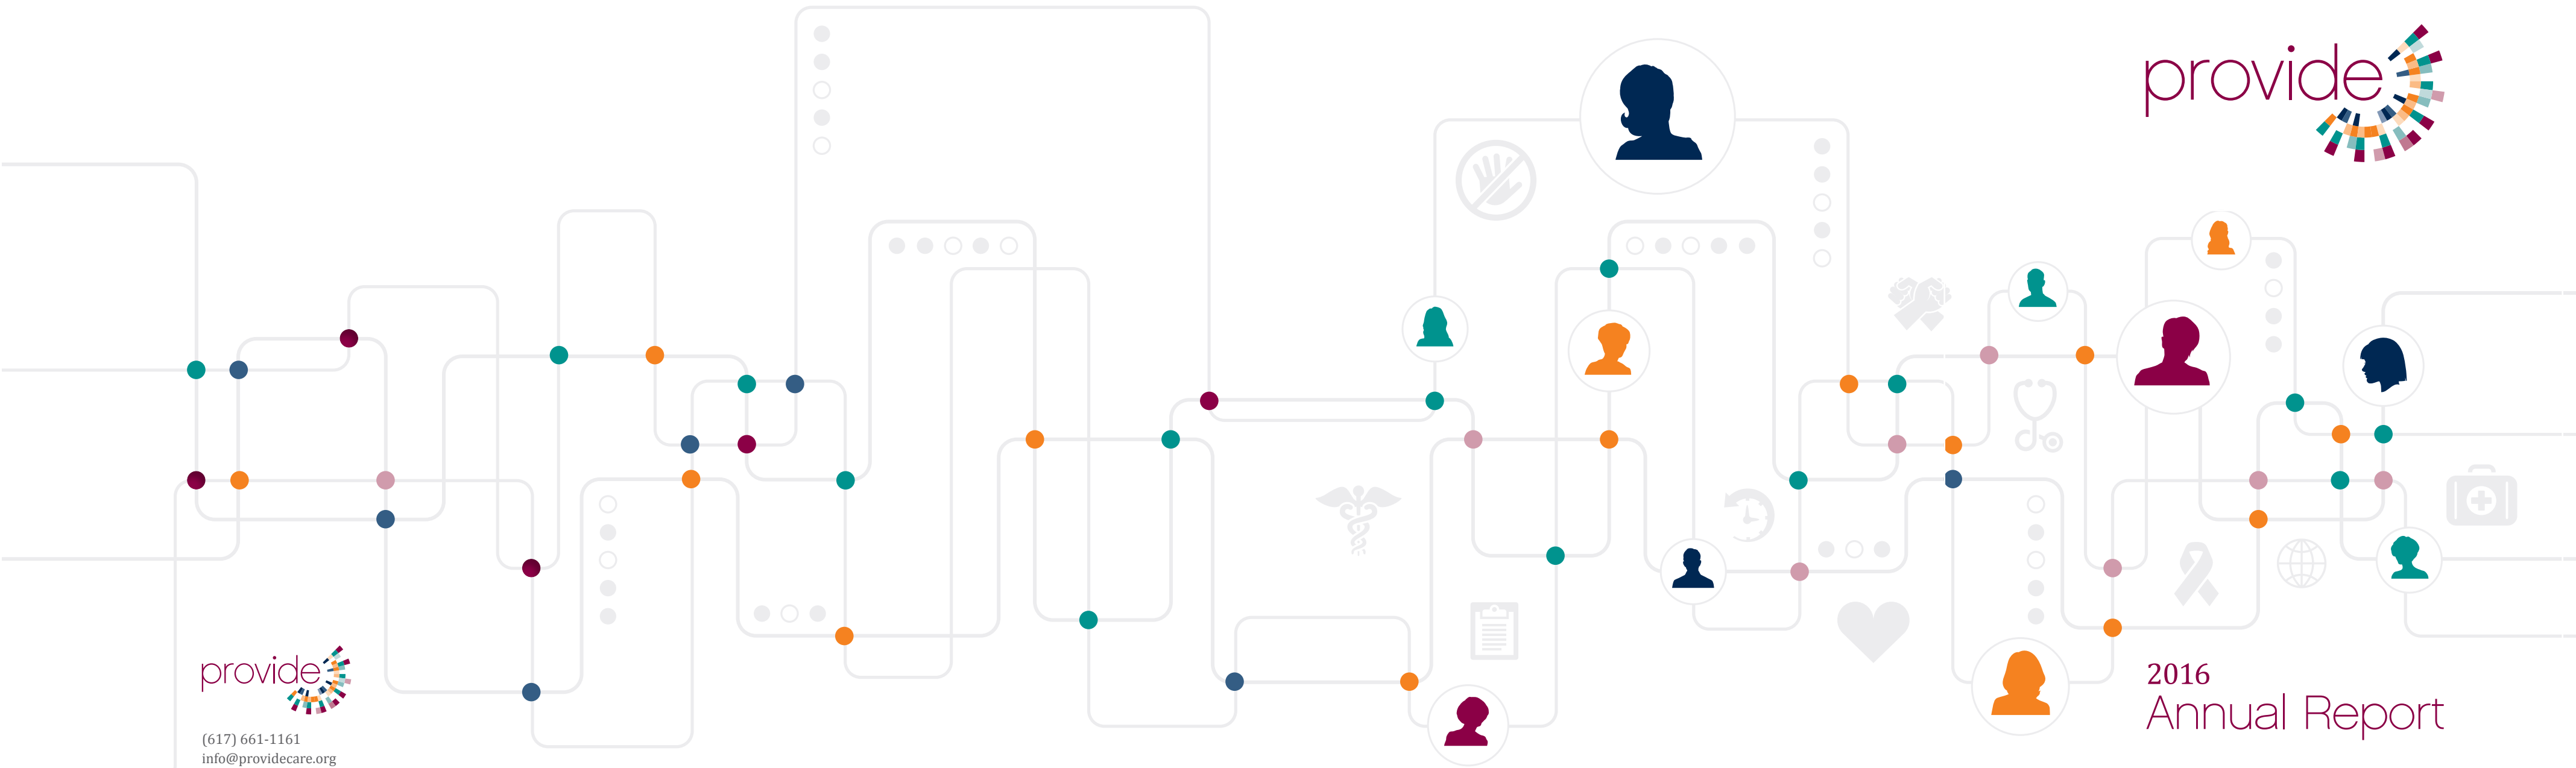 provide
provide
(617) 661-1161
info@providecare.org
2016
Annual Report